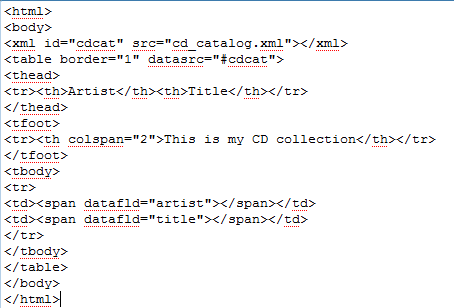 <html>
<body>
<xml id="cdcat" src="cd_catalog.xml"></xml>
<table border="1" datasrc="#cdcat">
<thead>
<tr><th>Artist</th><th>Title</th></tr>
</thead>
<tfoot>
<tr><th colspan="2">This is my CD collection</th></tr>
</tfoot>
<tbody>
<tr>
<td><span datafld="artist"></span></td>
<td><span datafld="title"></span></td>
</tr>
</tbody>
</table>
</body>
</html>